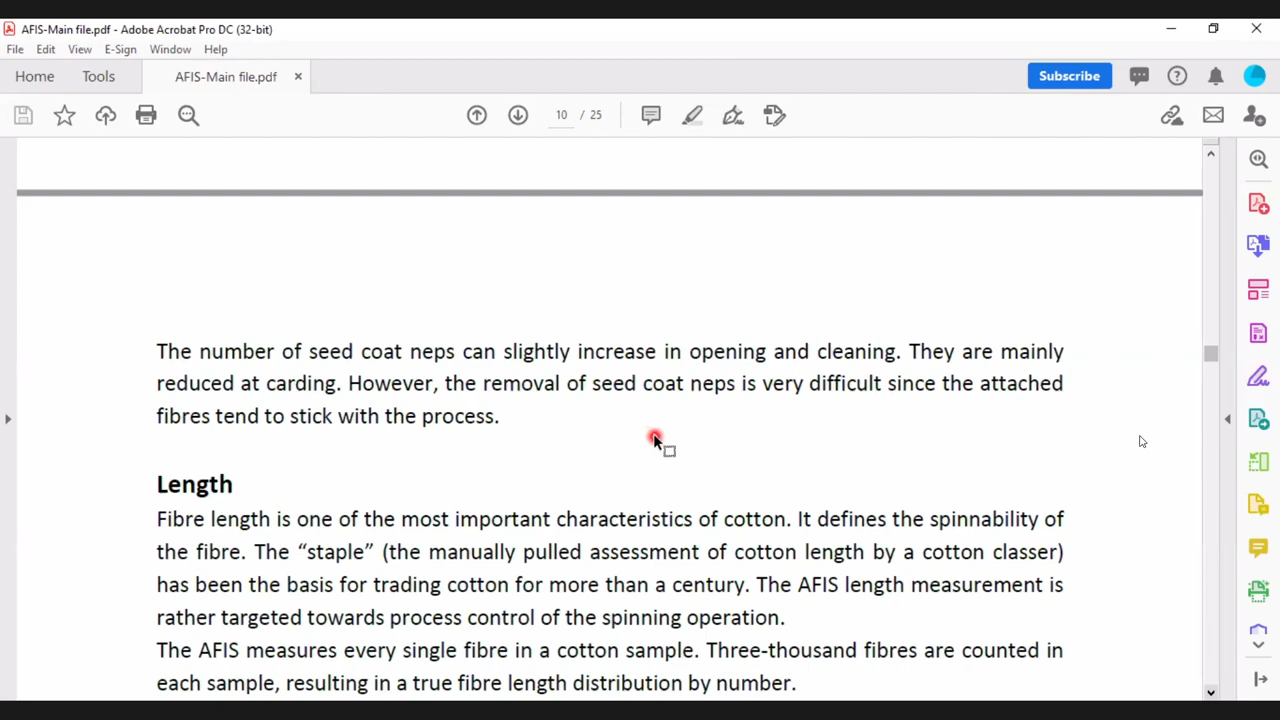 AFIS-Main file.pdf - Adobe Acrobat Pro DC (32-bit)
File Edit View E-Sign Window Help
Home Tools AFIS-Main file.pdf × Subscribe
10 / 25
The number of seed coat neps can slightly increase in opening and cleaning. They are mainly
reduced at carding. However, the removal of seed coat neps is very difficult since the attached
fibres tend to stick with the process.
Length
Fibre length is one of the most important characteristics of cotton. It defines the spinnability of
the fibre. The “staple” (the manually pulled assessment of cotton length by a cotton classer)
has been the basis for trading cotton for more than a century. The AFIS length measurement is
rather targeted towards process control of the spinning operation.
The AFIS measures every single fibre in a cotton sample. Three-thousand fibres are counted in
each sample, resulting in a true fibre length distribution by number.